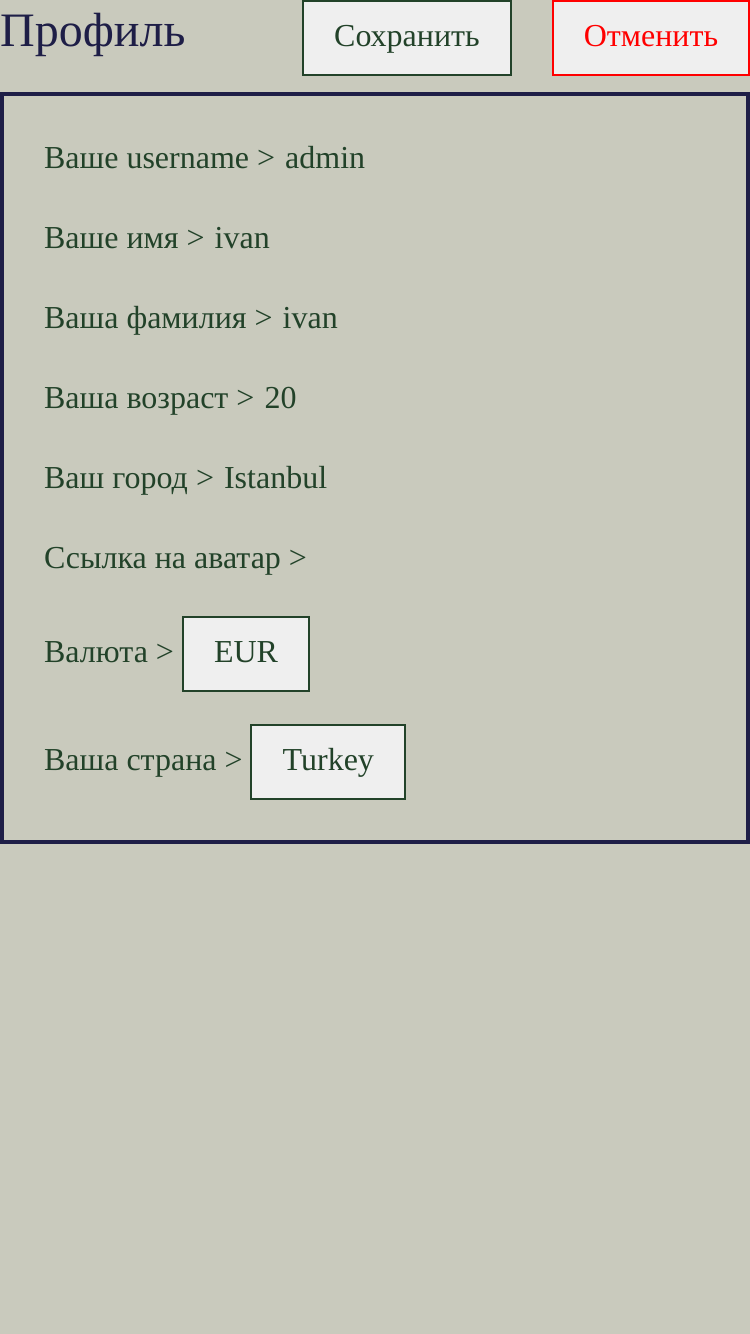 Профиль Сохранить Отменить
Ваше username > admin
Ваше имя > ivan
Ваша фамилия > ivan
Ваша возраст > 20
Ваш город > Istanbul
Ссылка на аватар >
Валюта > EUR
Ваша страна > Turkey